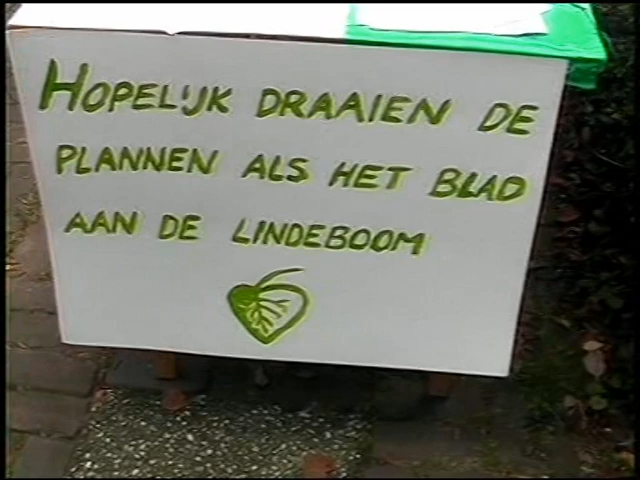 HOPELIJK DRAAIEN DE
PLANNEN ALS HET BLAD
AAN DE LINDEBOOM